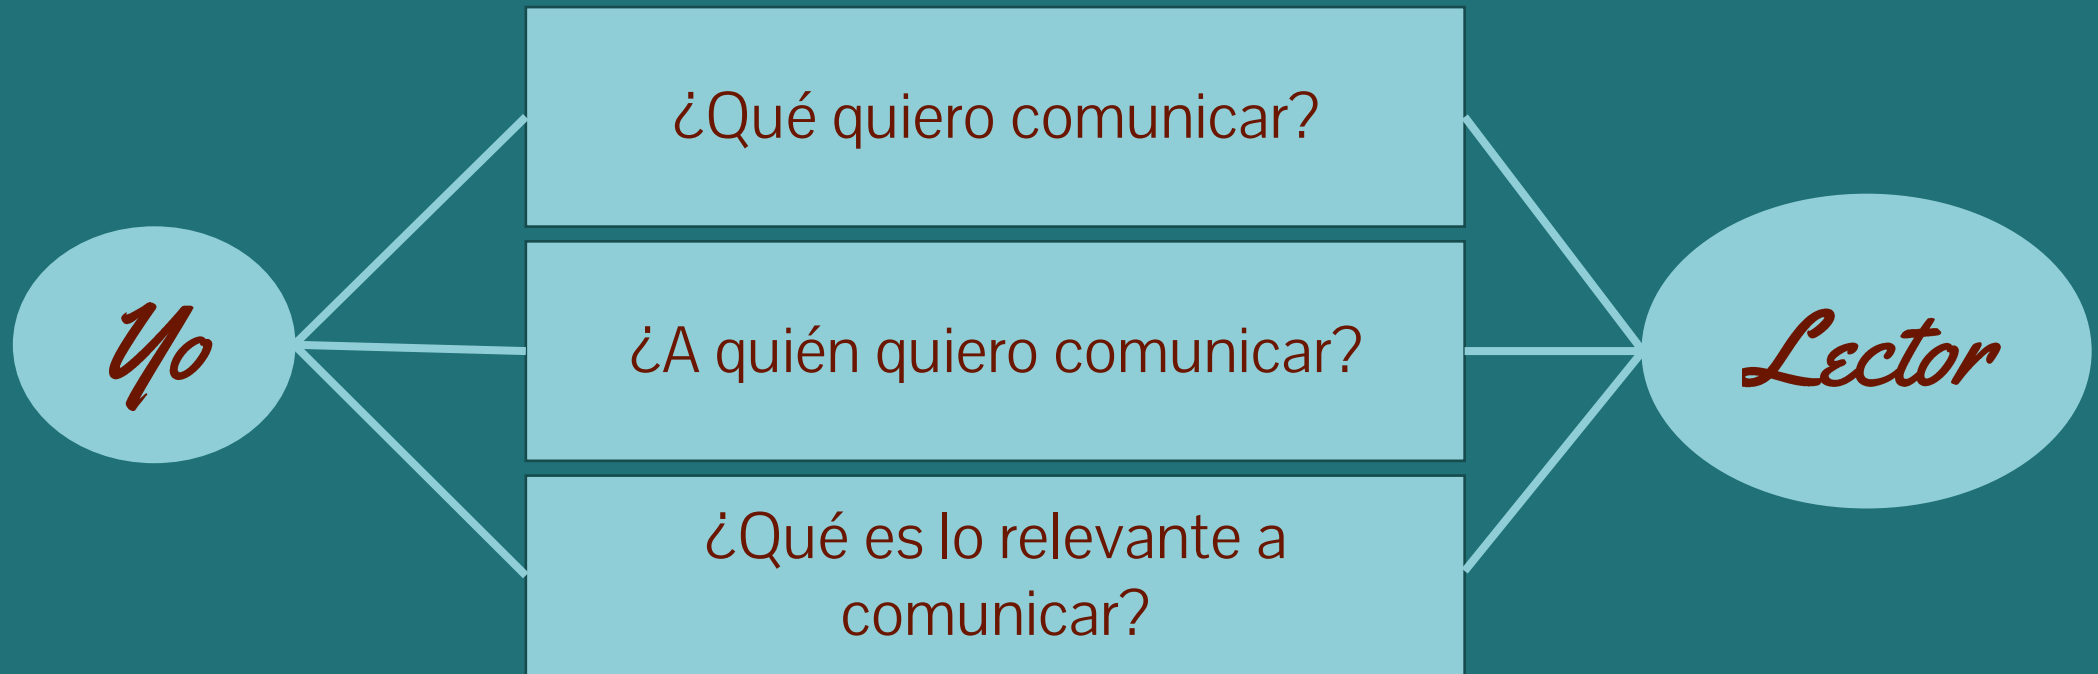 Yo
¿Qué quiero comunicar?
¿A quién quiero comunicar?
¿Qué es lo relevante a
comunicar?
Lector